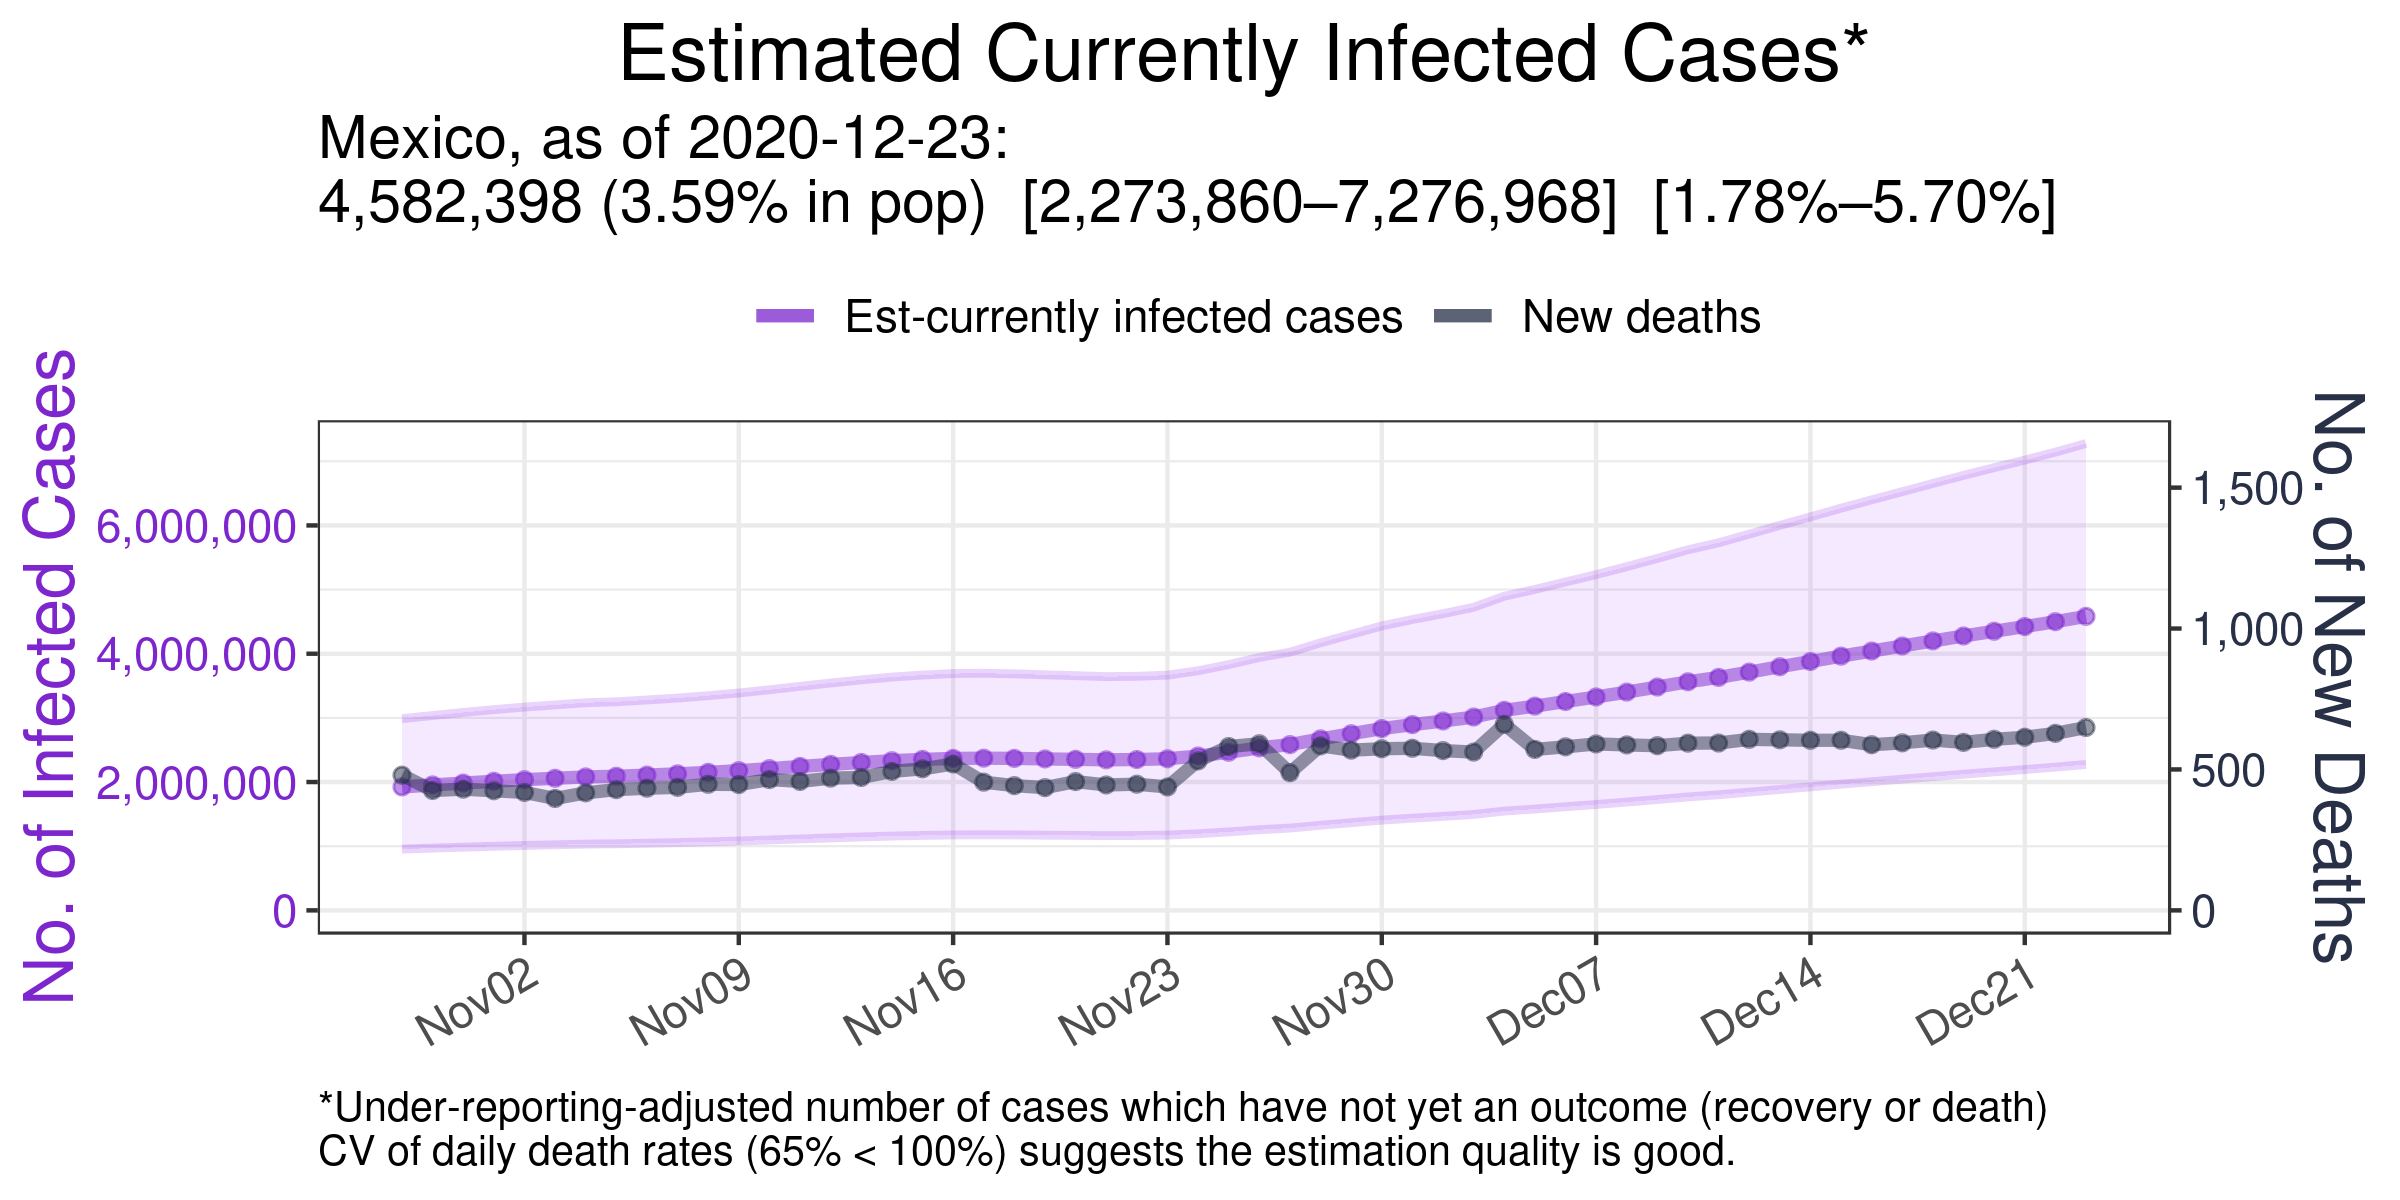 Estimated Currently Infected Cases*
Mexico, as of 2020-12-23:
4,582,398 (3.59% in pop)  [2,273,860–7,276,968]  [1.78%–5.70%]
Est-currently infected cases
New deaths
No. of Infected Cases
6,000,000
4,000,000
2,000,000
0
1,500
1,000
500
0
No. of New Deaths
Nov02
Nov09
Nov16
Nov23
Nov30
Dec07
Dec14
Dec21
*Under-reporting-adjusted number of cases which have not yet an outcome (recovery or death)
CV of daily death rates (65% < 100%) suggests the estimation quality is good.